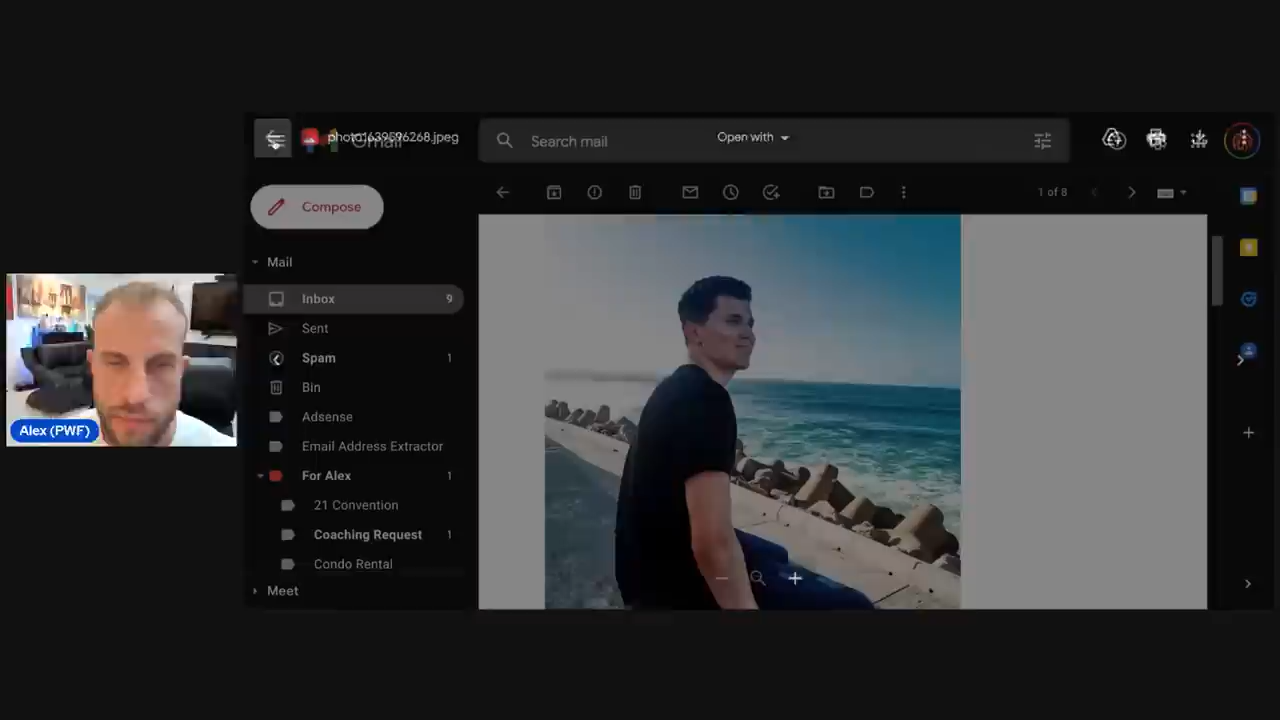 photo1639596268.jpeg
Gmail
Search mail
Open with
Compose
1 of 8
Mail
Inbox 9
Sent
Spam 1
Bin
Adsense
Email Address Extractor
For Alex 1
21 Convention
Coaching Request 1
Condo Rental
Meet
Alex (PWF)